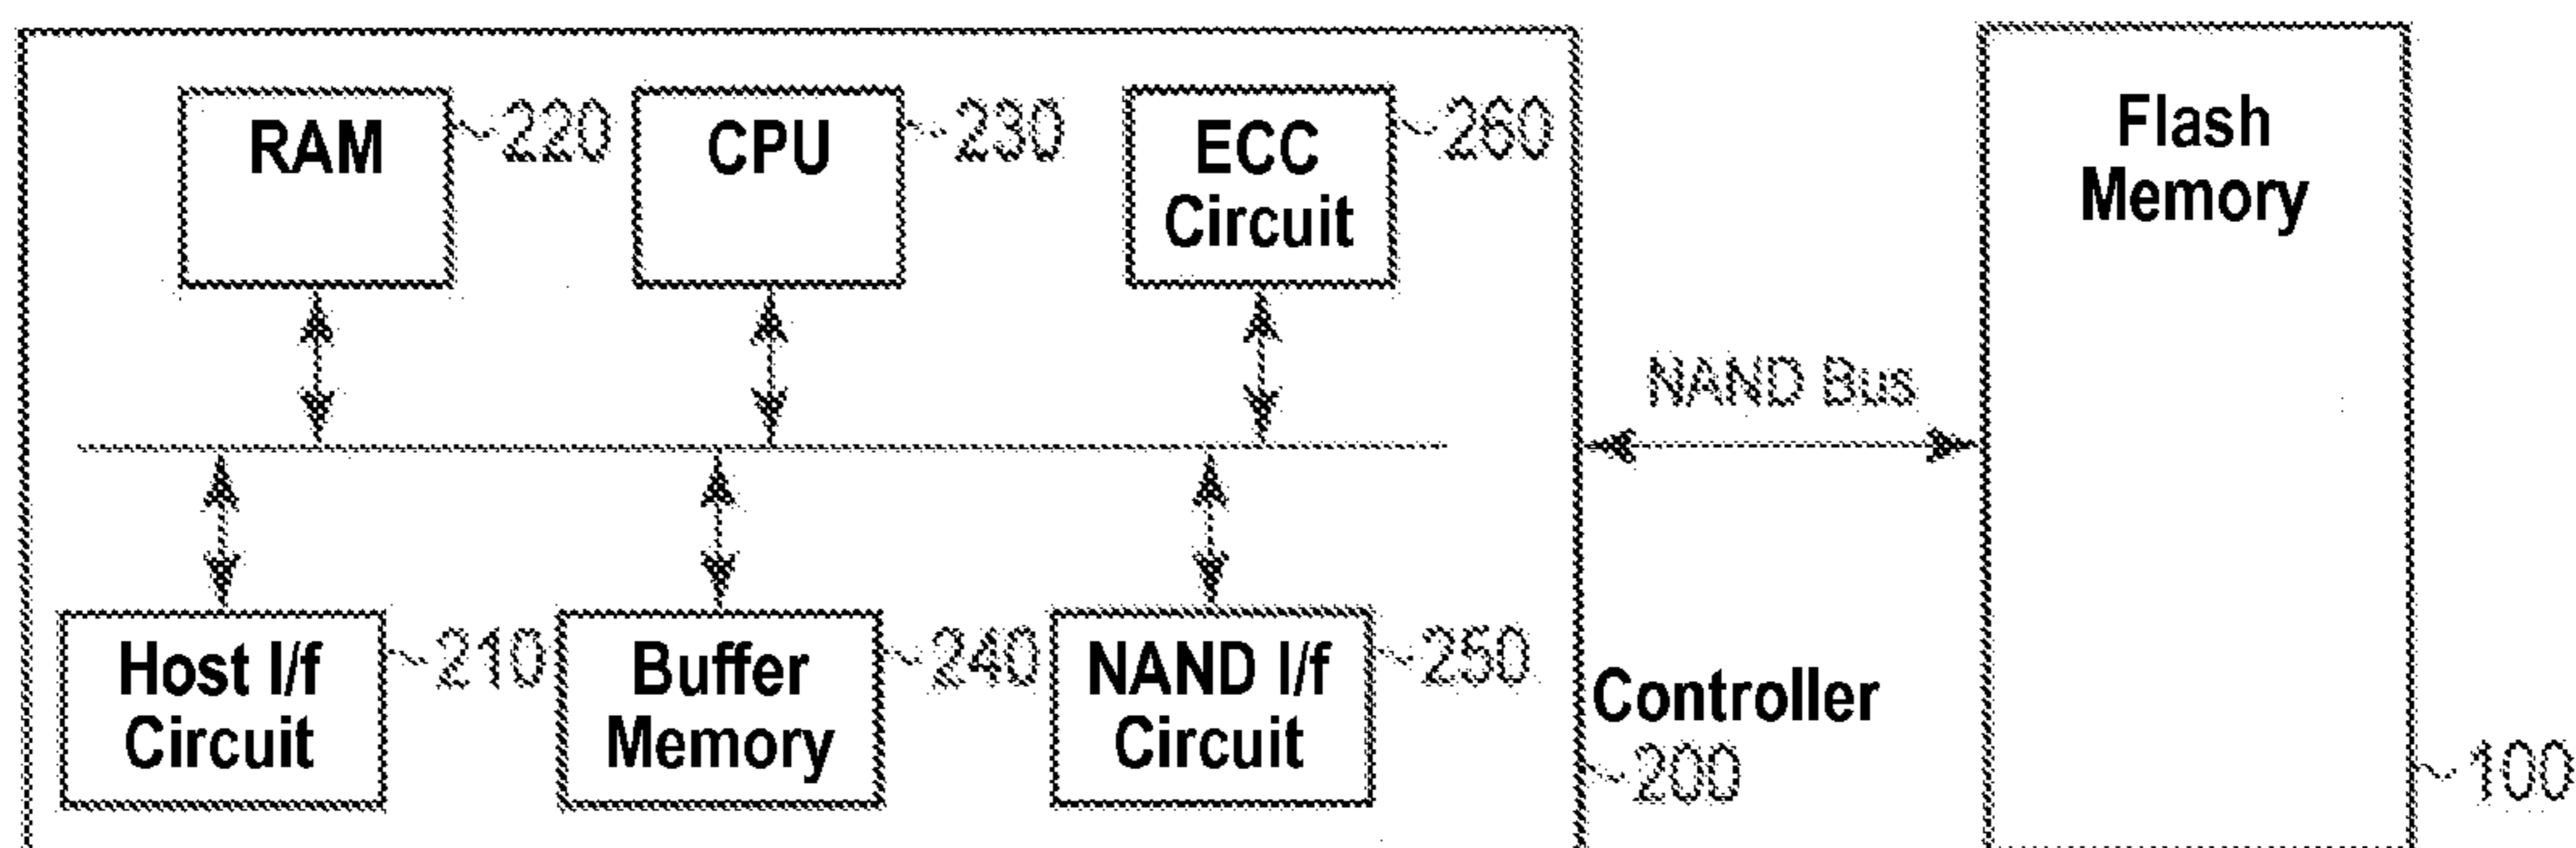 RAM
220
CPU
230
ECC
Circuit
260
Flash
Memory
NAND Bus
Host I/f
Circuit
210
Buffer
Memory
240
NAND I/f
Circuit
250
Controller
200
100